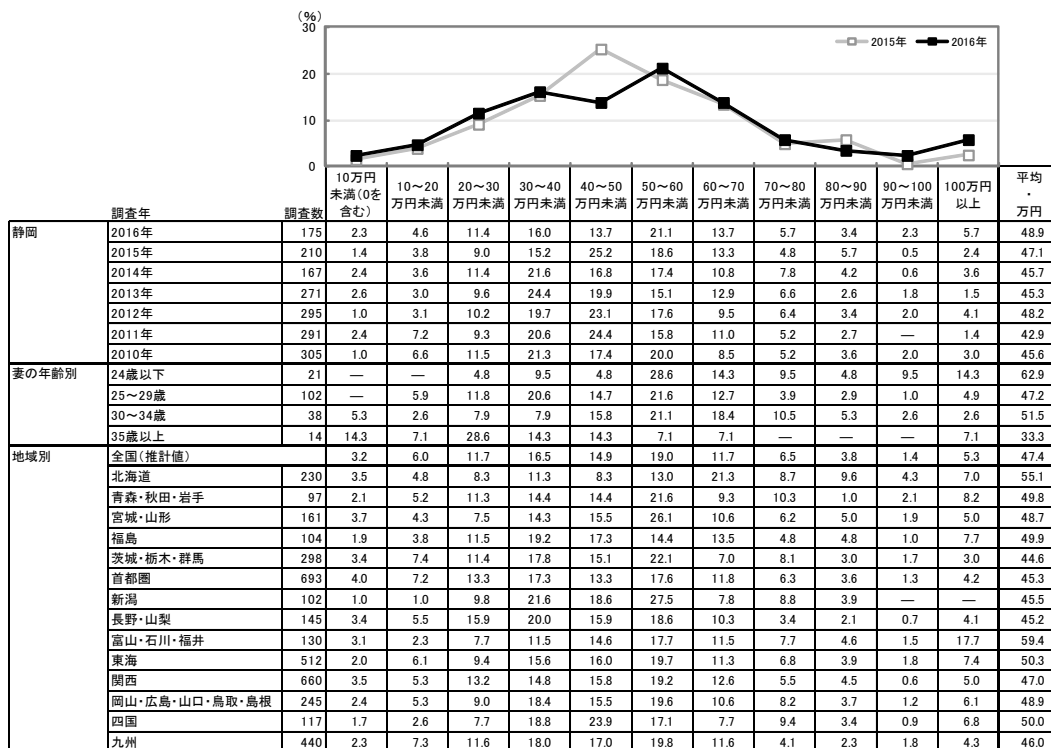 (%)
30
20
10
0
2015年 2016年
調査年 調査数 10万円未満(0を含む) 10～20万円未満 20～30万円未満 30～40万円未満 40～50万円未満 50～60万円未満 60～70万円未満 70～80万円未満 80～90万円未満 90～100万円未満 100万円以上 平均・万円
静岡 2016年 175 2.3 4.6 11.4 16.0 13.7 21.1 13.7 5.7 3.4 2.3 5.7 48.9
2015年 210 1.4 3.8 9.0 15.2 25.2 18.6 13.3 4.8 5.7 0.5 2.4 47.1
2014年 167 2.4 3.6 11.4 21.6 16.8 17.4 10.8 7.8 4.2 0.6 3.6 45.7
2013年 271 2.6 3.0 9.6 24.4 19.9 15.1 12.9 6.6 2.6 1.8 1.5 45.3
2012年 295 1.0 3.1 10.2 19.7 23.1 17.6 9.5 6.4 3.4 2.0 4.1 48.2
2011年 291 2.4 7.2 9.3 20.6 24.4 15.8 11.0 5.2 2.7 ― 1.4 42.9
2010年 305 1.0 6.6 11.5 21.3 17.4 20.0 8.5 5.2 3.6 2.0 3.0 45.6
妻の年齢別 24歳以下 21 ― ― 4.8 9.5 4.8 28.6 14.3 9.5 4.8 9.5 14.3 62.9
25～29歳 102 ― 5.9 11.8 20.6 14.7 21.6 12.7 3.9 2.9 1.0 4.9 47.2
30～34歳 38 5.3 2.6 7.9 7.9 15.8 21.1 18.4 10.5 5.3 2.6 2.6 51.5
35歳以上 14 14.3 7.1 28.6 14.3 14.3 7.1 7.1 ― ― ― 7.1 33.3
地域別 全国(推計値) 3.2 6.0 11.7 16.5 14.9 19.0 11.7 6.5 3.8 1.4 5.3 47.4
北海道 230 3.5 4.8 8.3 11.3 8.3 13.0 21.3 8.7 9.6 4.3 7.0 55.1
青森・秋田・岩手 97 2.1 5.2 11.3 14.4 14.4 21.6 9.3 10.3 1.0 2.1 8.2 49.8
宮城・山形 161 3.7 4.3 7.5 14.3 15.5 26.1 10.6 6.2 5.0 1.9 5.0 48.7
福島 104 1.9 3.8 11.5 19.2 17.3 14.4 13.5 4.8 4.8 1.0 7.7 49.9
茨城・栃木・群馬 298 3.4 7.4 11.4 17.8 15.1 22.1 7.0 8.1 3.0 1.7 3.0 44.6
首都圏 693 4.0 7.2 13.3 17.3 13.3 17.6 11.8 6.3 3.6 1.3 4.2 45.3
新潟 102 1.0 1.0 9.8 21.6 18.6 27.5 7.8 8.8 3.9 ― ― 45.5
長野・山梨 145 3.4 5.5 15.9 20.0 15.9 18.6 10.3 3.4 2.1 0.7 4.1 45.2
富山・石川・福井 130 3.1 2.3 7.7 11.5 14.6 17.7 11.5 7.7 4.6 1.5 17.7 59.4
東海 512 2.0 6.1 9.4 15.6 16.0 19.7 11.3 6.8 3.9 1.8 7.4 50.3
関西 660 3.5 5.3 13.2 14.8 15.8 19.2 12.6 5.5 4.5 0.6 5.0 47.0
岡山・広島・山口・鳥取・島根 245 2.4 5.3 9.0 18.4 15.5 19.6 10.6 8.2 3.7 1.2 6.1 48.9
四国 117 1.7 2.6 7.7 18.8 23.9 17.1 7.7 9.4 3.4 0.9 6.8 50.0
九州 440 2.3 7.3 11.6 18.0 17.0 19.8 11.6 4.1 2.3 1.8 4.3 46.0